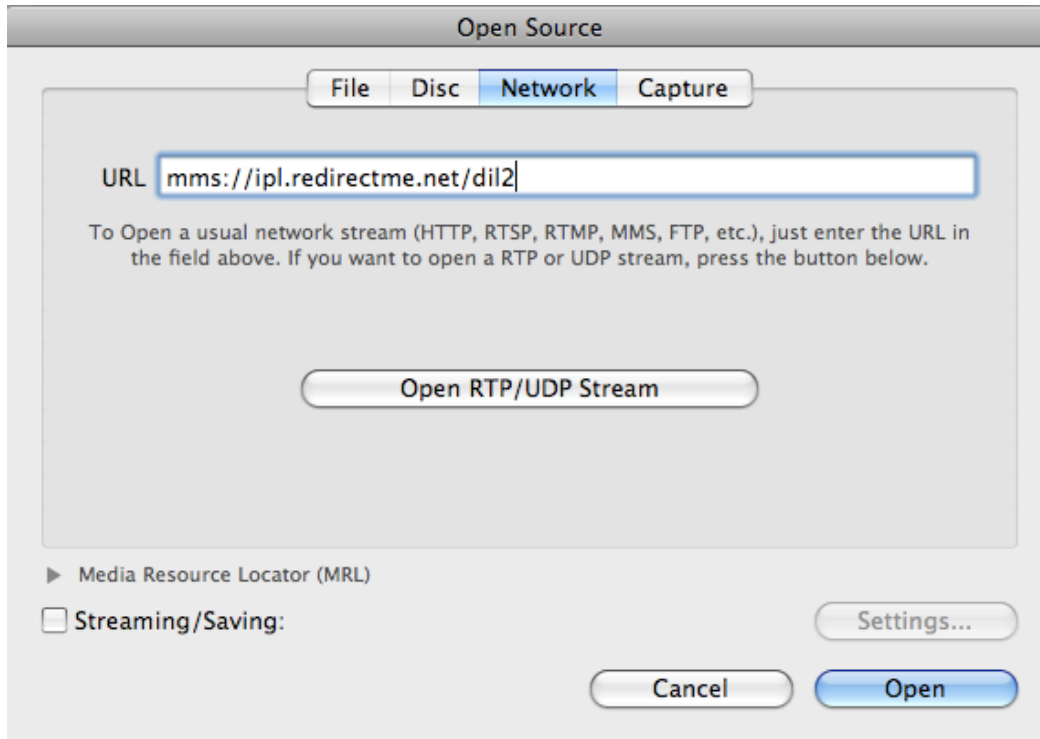 Open Source
File Disc Network Capture
URL mms://ipl.redirectme.net/dil2
To Open a usual network stream (HTTP, RTSP, RTMP, MMS, FTP, etc.), just enter the URL in
the field above. If you want to open a RTP or UDP stream, press the button below.
Open RTP/UDP Stream
Media Resource Locator (MRL)
Streaming/Saving:
Settings...
Cancel Open